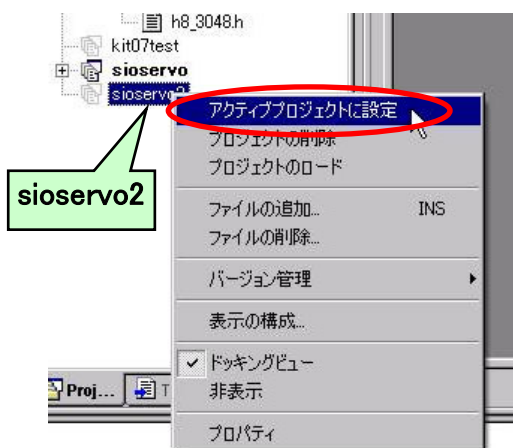 h8_3048.h
kit07test
sioservo
sioservo2
アクティブプロジェクトに設定
プロジェクトの削除
プロジェクトのロード
sioservo2
ファイルの追加... INS
ファイルの削除...
バージョン管理
表示の構成...
ドッキングビュー
非表示
Proj... T
プロパティ